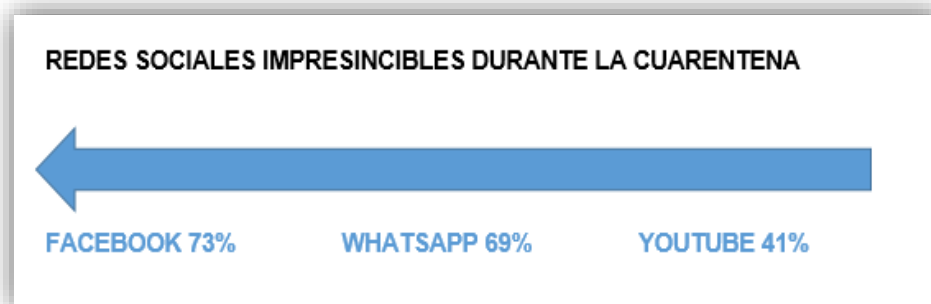 REDES SOCIALES IMPRESINCIBLES DURANTE LA CUARENTENA
FACEBOOK 73% WHATSAPP 69% YOUTUBE 41%